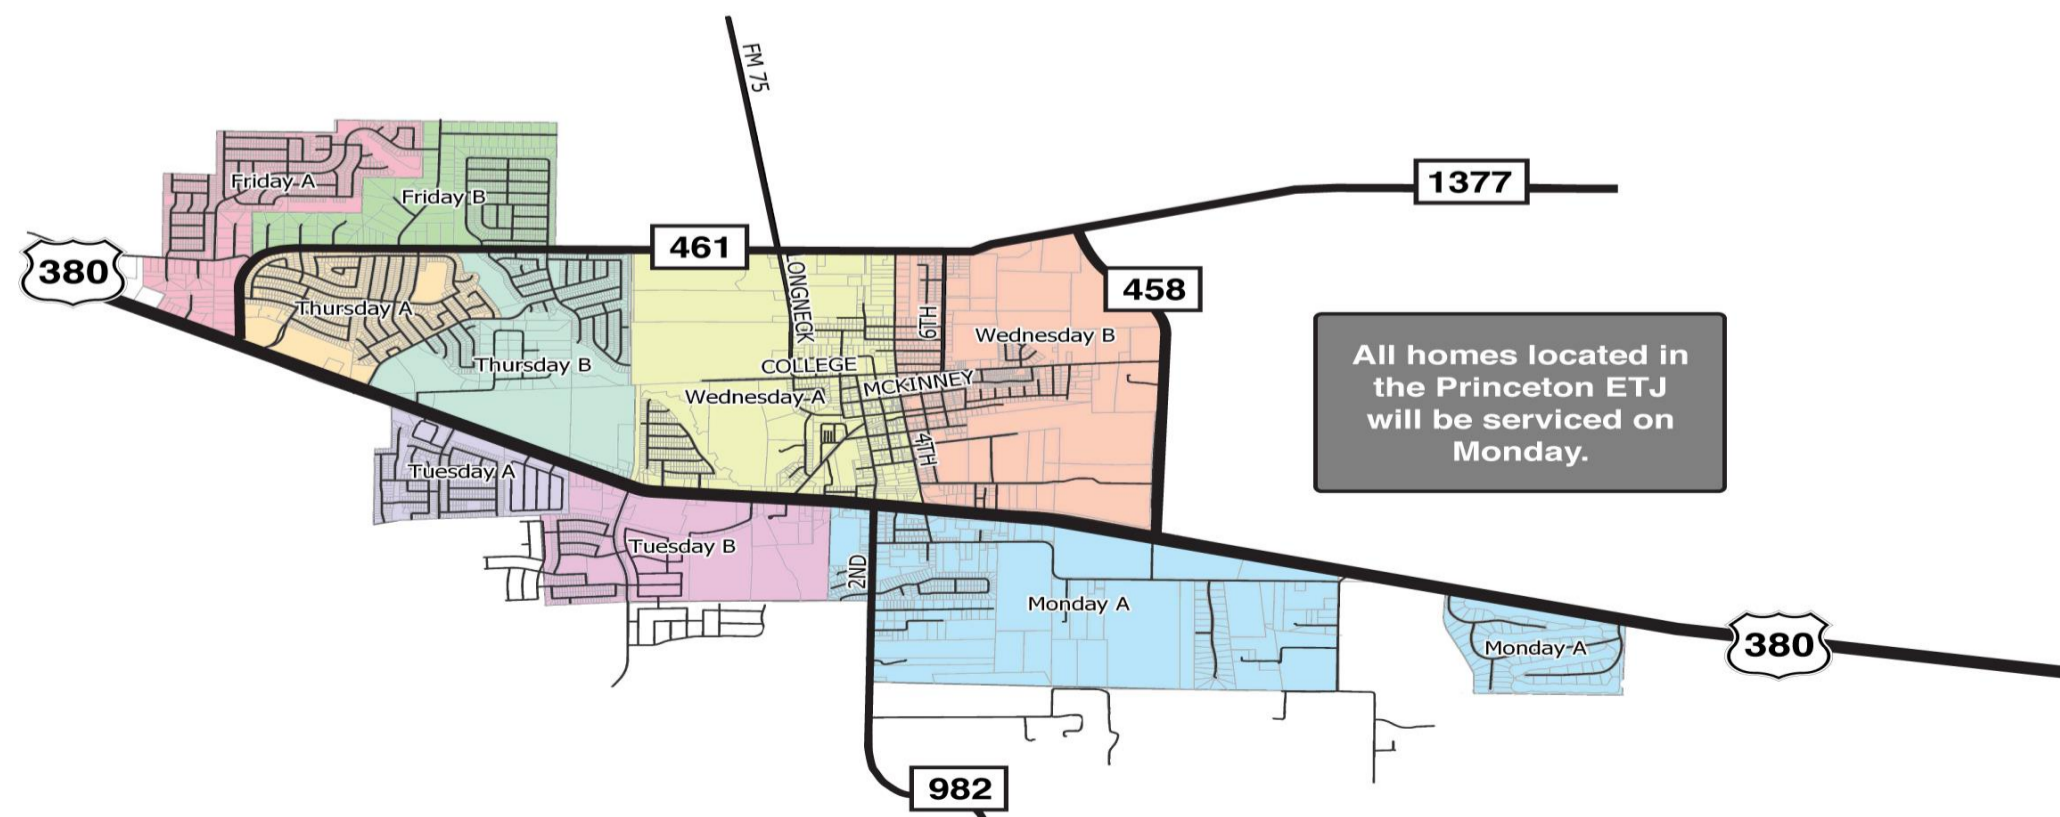 FM 75
1377
Friday A
Friday B
461
380
LONGNECK
458
Thursday A
6TH
Wednesday B
Thursday B
COLLEGE
MCKINNEY
Wednesday A
All homes located in
the Princeton ETJ
will be serviced on
Monday.
4TH
Tuesday A
Tuesday B
2ND
Monday A
Monday A
380
982